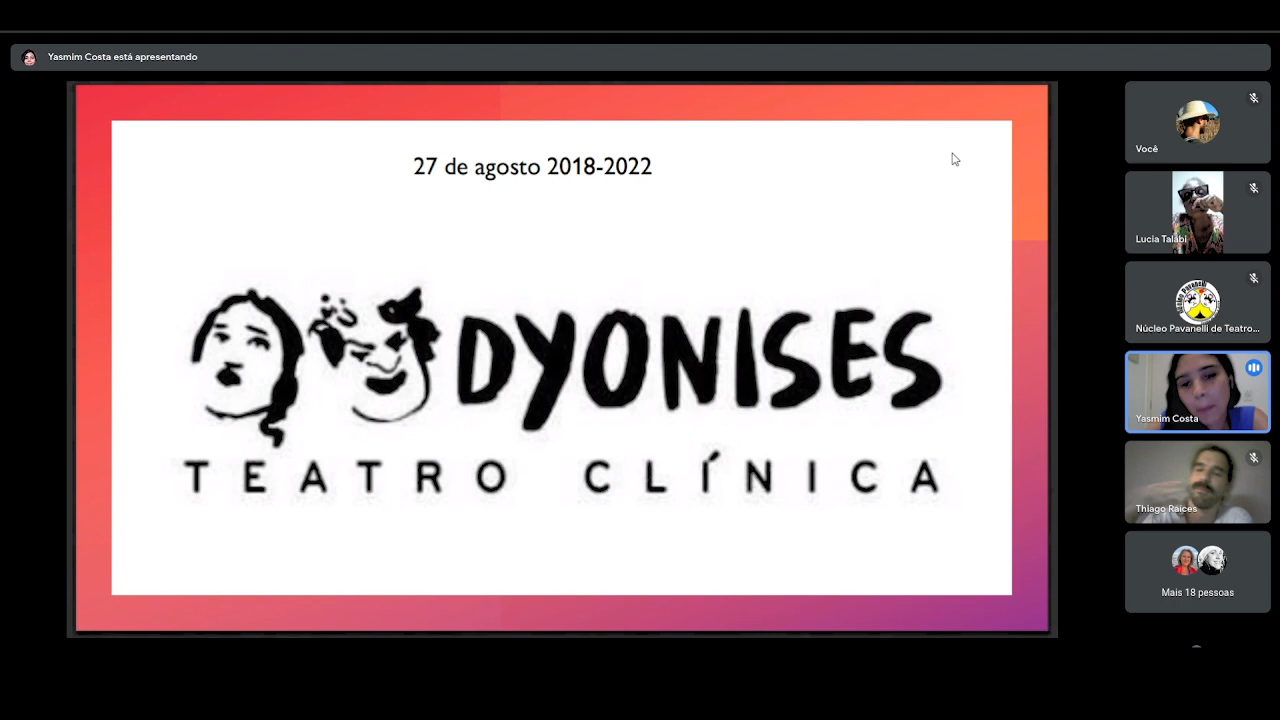 Yasmim Costa está apresentando
27 de agosto 2018-2022
DYONISES
TEATRO CLÍNICA
Você
Lucia Talabi
Núcleo Pavanelli de Teatro...
Yasmim Costa
Thiago Raices
Mais 18 pessoas